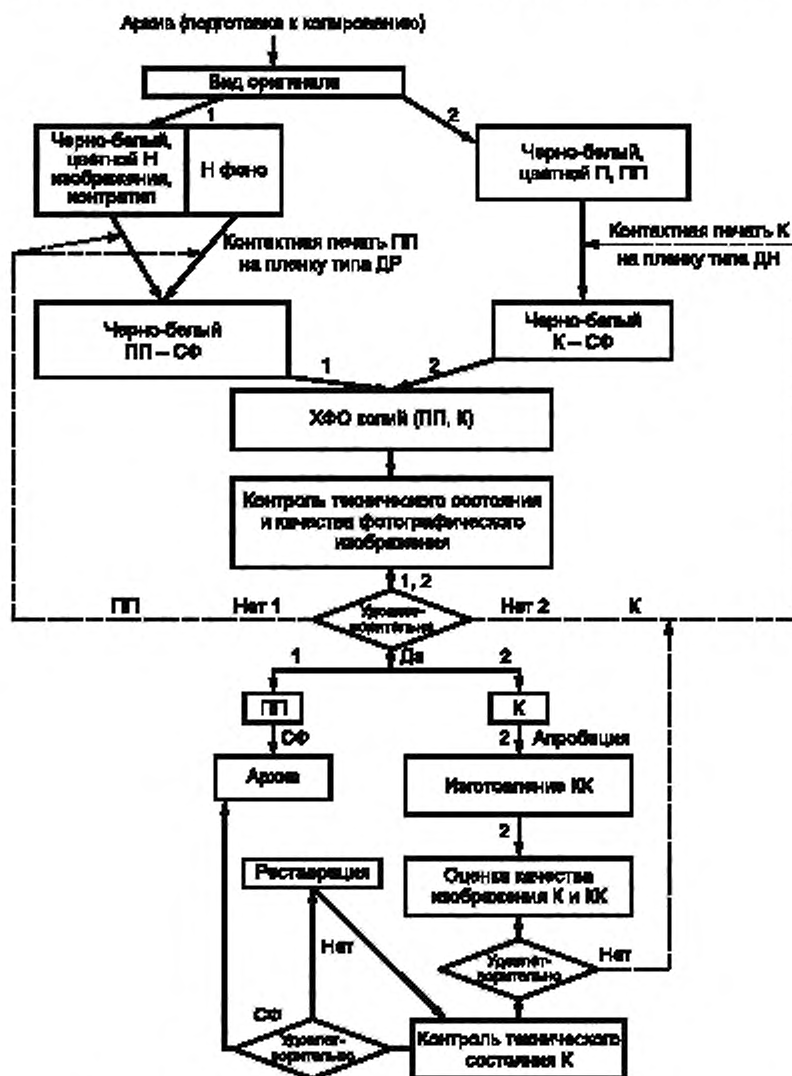 Архив (подготовка к копированию)
Вид оригинала
1
2
Черно-белый,
цветной Н
изображения,
контратип
Н фоно
Черно-белый,
цветной П, ПП
Контактная печать ПП
на пленку типа ДР
Контактная печать К
на пленку типа ДН
Черно-белый
ПП – СФ
Черно-белый
К – СФ
1
2
ХФО копий (ПП, К)
Контроль технического состояния
и качества фотографического
изображения
1, 2
ПП
Нет 1
Удовлет-
ворительно
Нет 2
К
1
Да
2
ПП
К
СФ
2
Апробация
Архив
Изготовление КК
2
Реставрация
Оценка качества
изображения К и КК
Нет
Удовлет-
ворительно
Нет
СФ
Удовлет-
ворительно
Контроль технического
состояния К